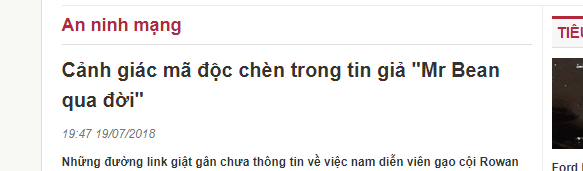 An ninh mạng
TIÊU
Cảnh giác mã độc chèn trong tin giả "Mr Bean
qua đời"
19:47 19/07/2018
Những đường link giật gân chưa thông tin về việc nam diễn viên gạo cội Rowan
Ford